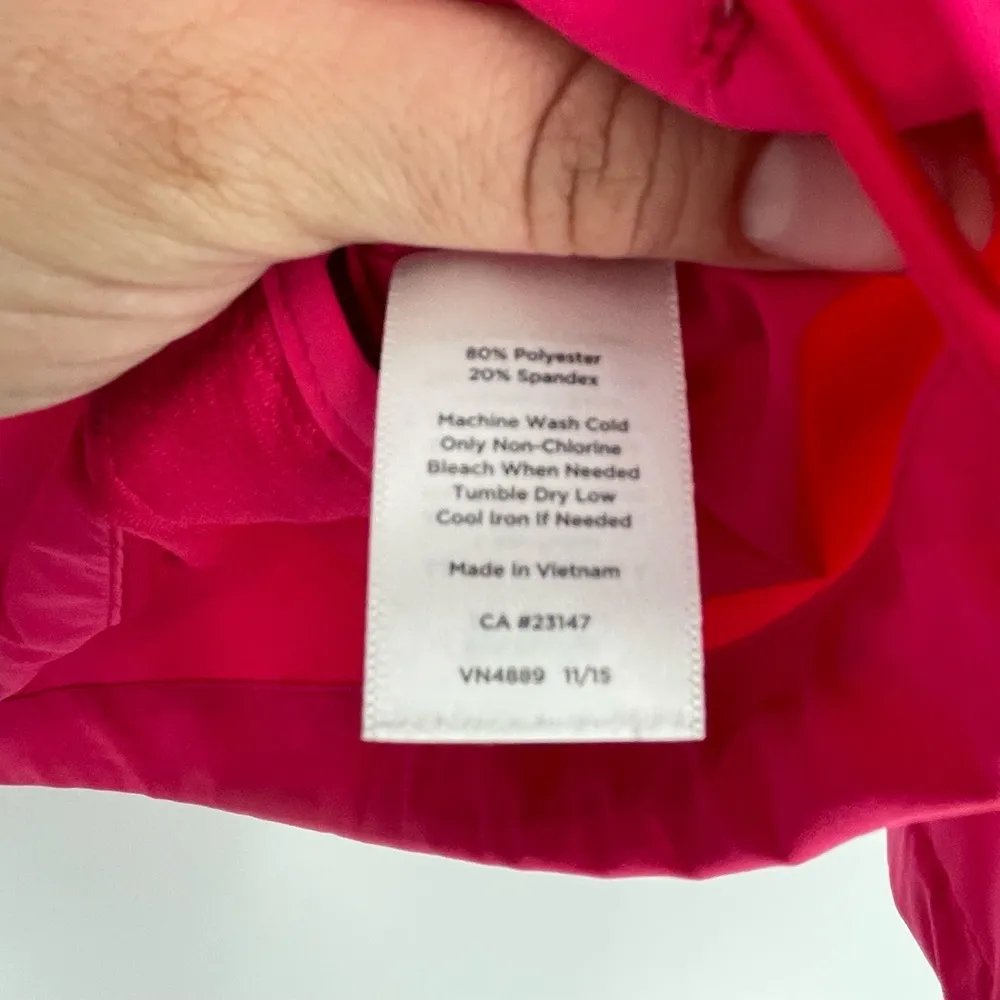 80% Polyester
20% Spandex
Machine Wash Cold
Only Non-Chlorine
Bleach When Needed
Tumble Dry Low
Cool Iron If Needed
Made In Vietnam
CA #23147
VN4889 11/15